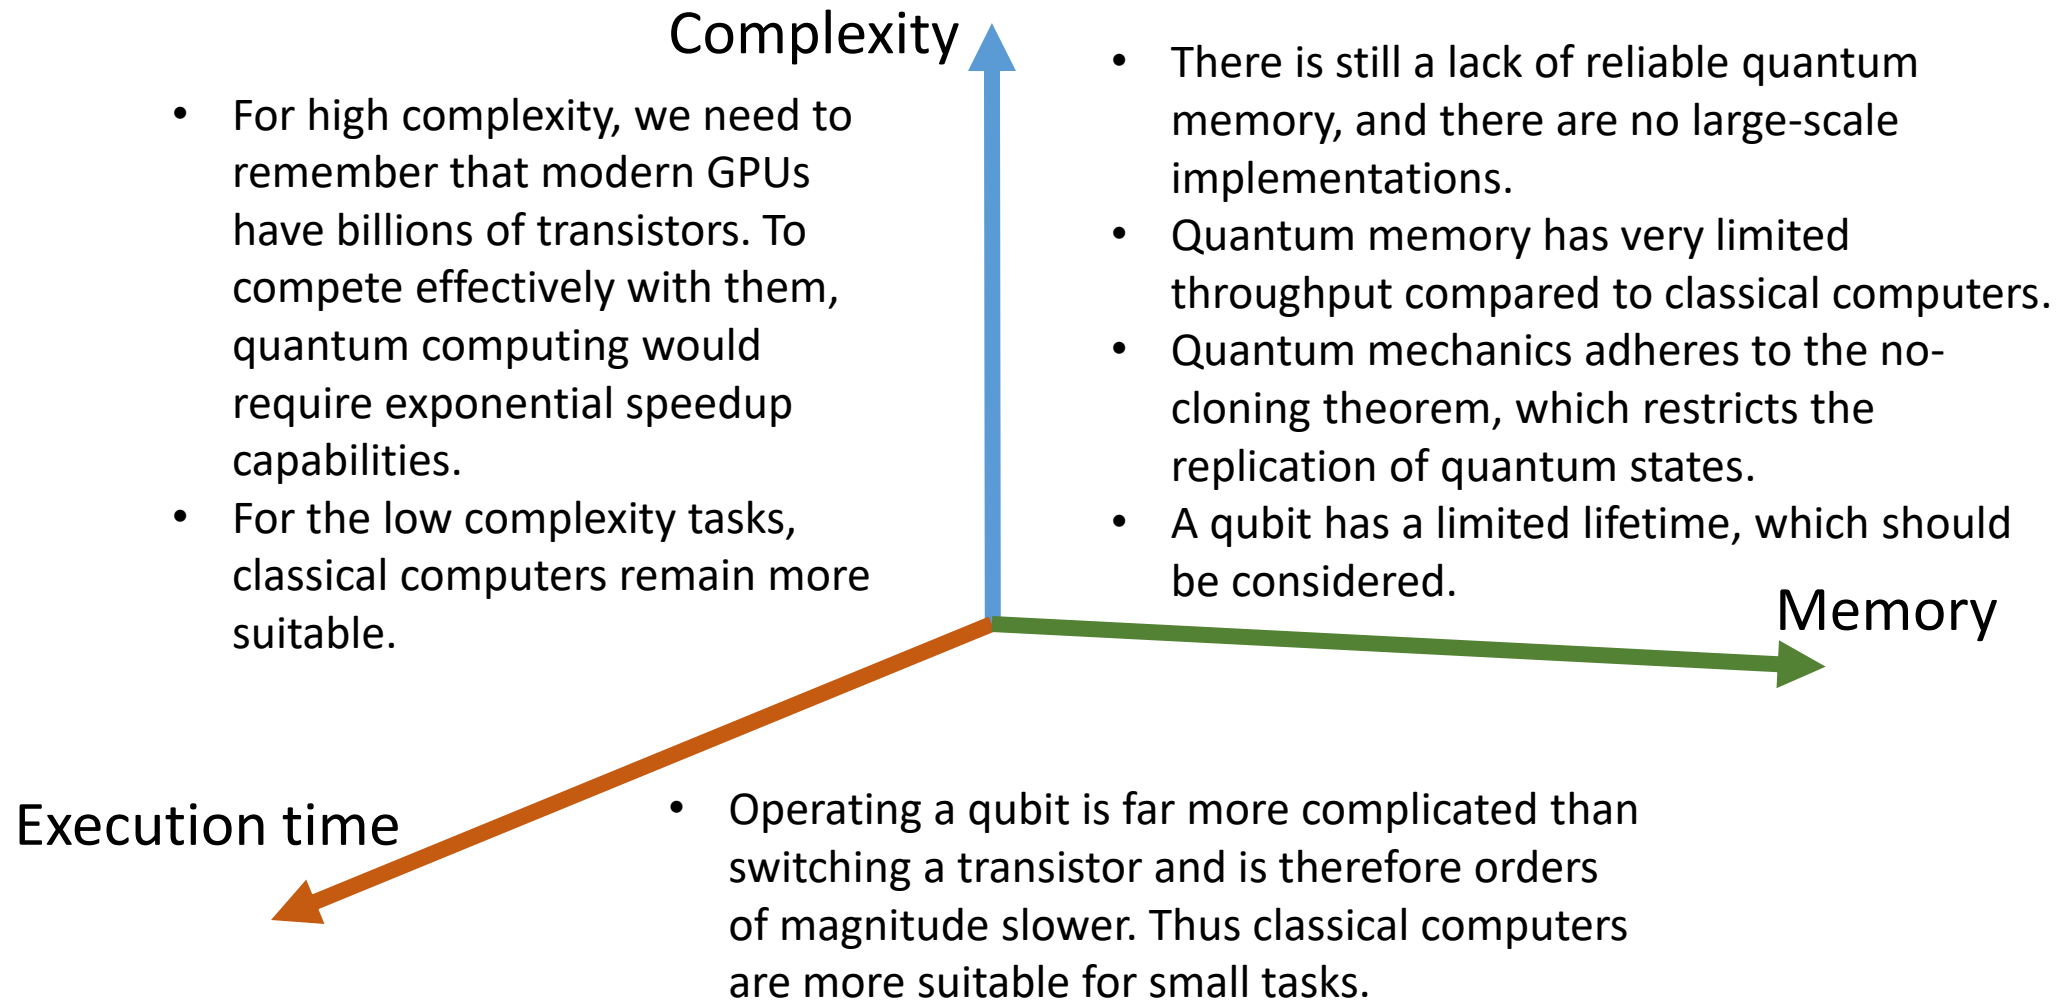 Complexity
• For high complexity, we need to
remember that modern GPUs
have billions of transistors. To
compete effectively with them,
quantum computing would
require exponential speedup
capabilities.
• For the low complexity tasks,
classical computers remain more
suitable.
• There is still a lack of reliable quantum
memory, and there are no large-scale
implementations.
• Quantum memory has very limited
throughput compared to classical computers.
• Quantum mechanics adheres to the no-
cloning theorem, which restricts the
replication of quantum states.
• A qubit has a limited lifetime, which should
be considered.
Memory
Execution time
• Operating a qubit is far more complicated than
switching a transistor and is therefore orders
of magnitude slower. Thus classical computers
are more suitable for small tasks.